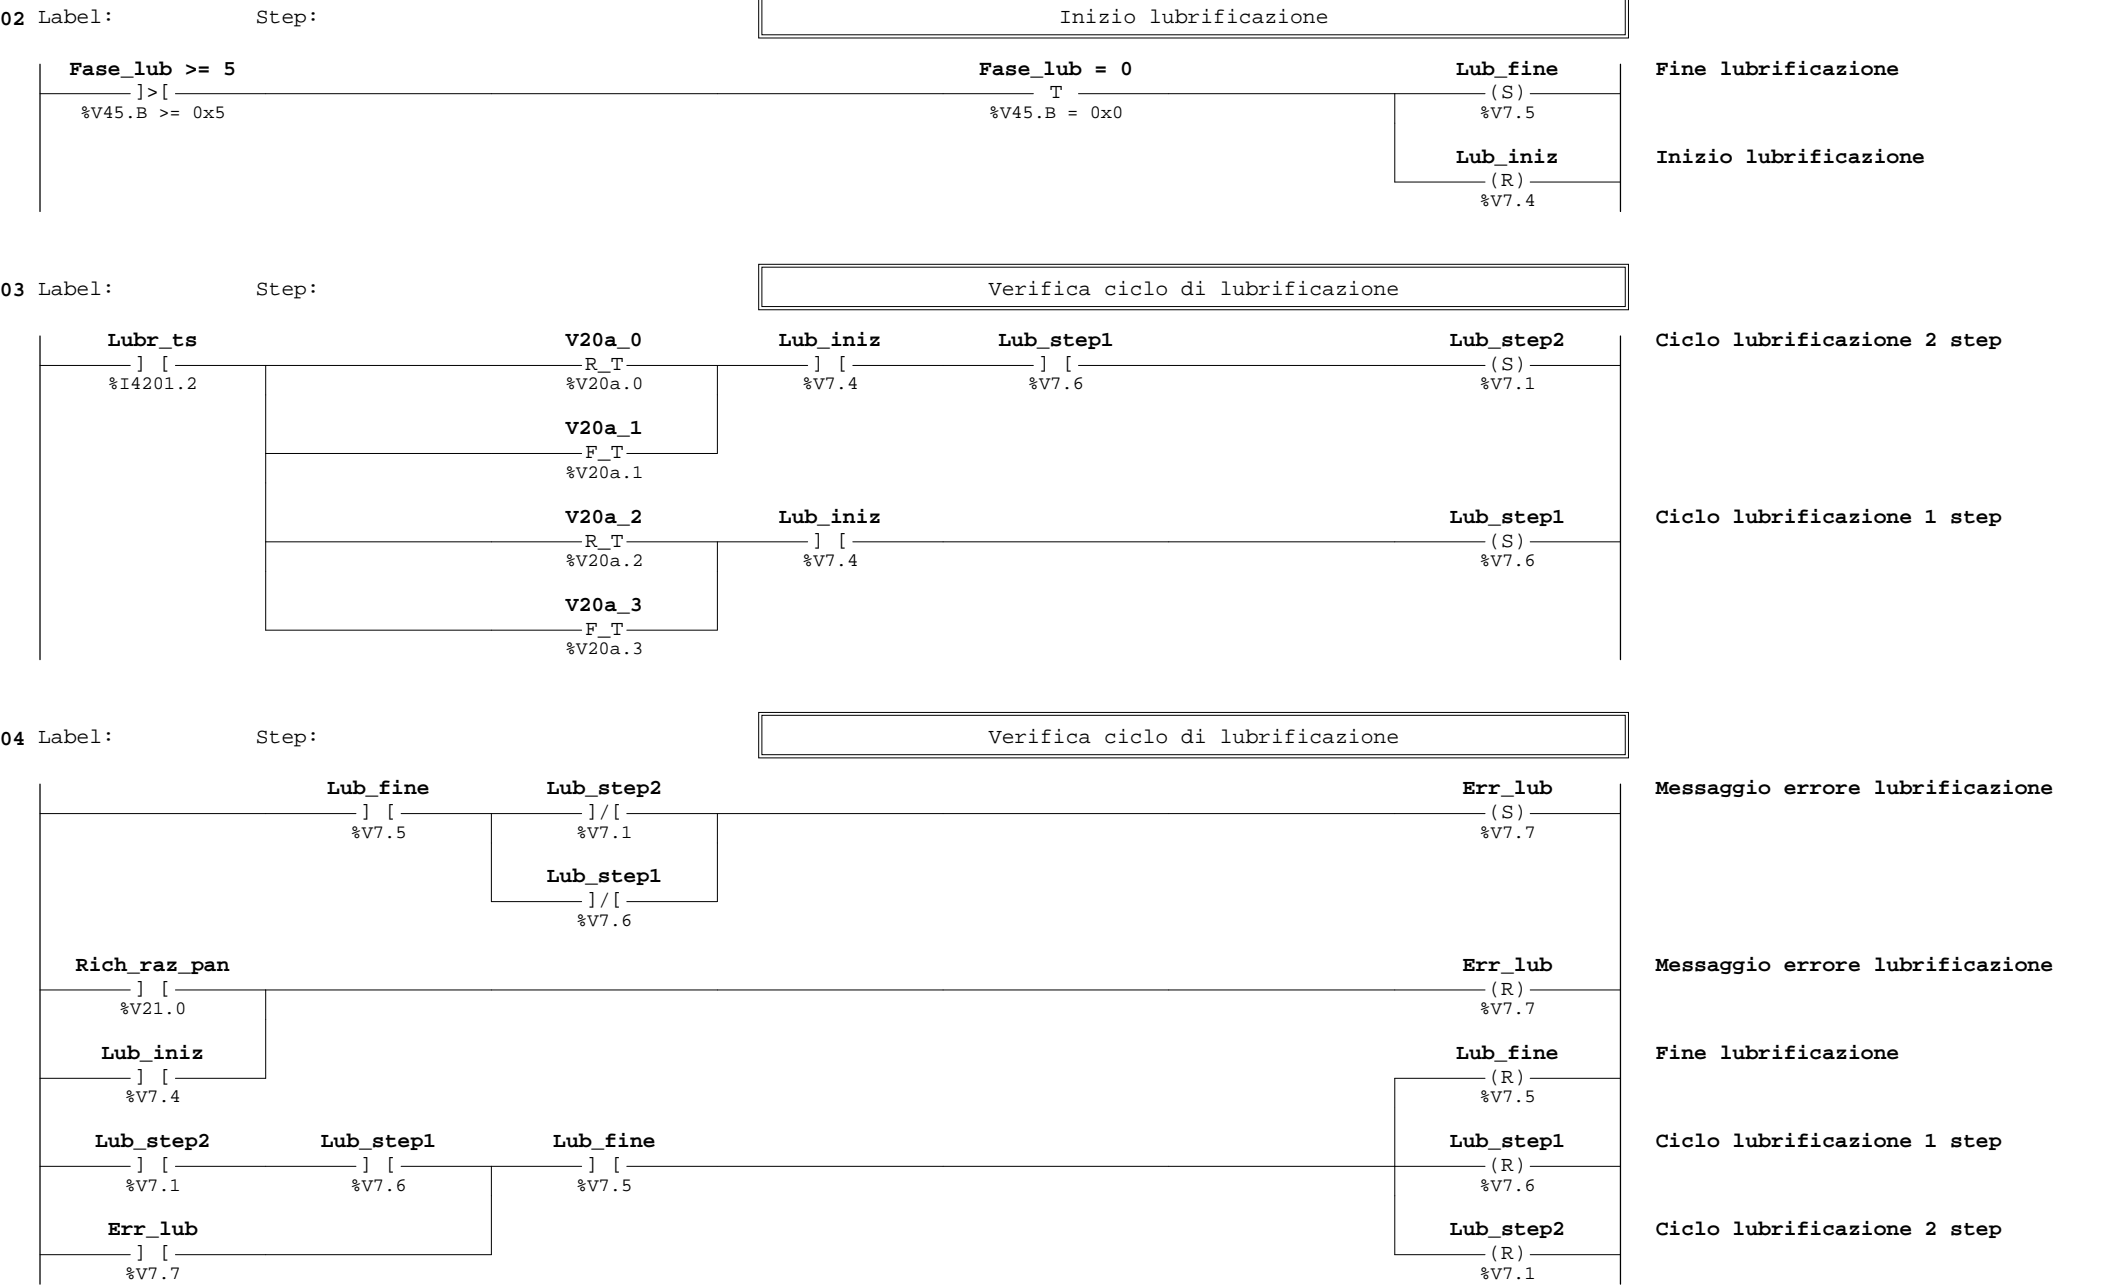 02 Label: Step: Inizio lubrificazione
Fase_lub >= 5 Fase_lub = 0 Lub_fine Fine lubrificazione
]>[ T (S)
%V45.B >= 0x5 %V45.B = 0x0 %V7.5
Lub_iniz Inizio lubrificazione
(R)
%V7.4
03 Label: Step: Verifica ciclo di lubrificazione
Lubr_ts V20a_0 Lub_iniz Lub_step1 Lub_step2 Ciclo lubrificazione 2 step
] [ R_T ] [ ] [ (S)
%I4201.2 %V20a.0 %V7.4 %V7.6 %V7.1
V20a_1
F_T
%V20a.1
V20a_2 Lub_iniz Lub_step1 Ciclo lubrificazione 1 step
R_T ] [ (S)
%V20a.2 %V7.4 %V7.6
V20a_3
F_T
%V20a.3
04 Label: Step: Verifica ciclo di lubrificazione
Lub_fine Lub_step2 Err_lub Messaggio errore lubrificazione
] [ ]/[ (S)
%V7.5 %V7.1 %V7.7
Lub_step1
]/[
%V7.6
Rich_raz_pan Err_lub Messaggio errore lubrificazione
] [ (R)
%V21.0 %V7.7
Lub_iniz Lub_fine Fine lubrificazione
] [ (R)
%V7.4 %V7.5
Lub_step2 Lub_step1 Lub_fine Lub_step1 Ciclo lubrificazione 1 step
] [ ] [ ] [ (R)
%V7.1 %V7.6 %V7.5 %V7.6
Err_lub Lub_step2 Ciclo lubrificazione 2 step
] [ (R)
%V7.7 %V7.1